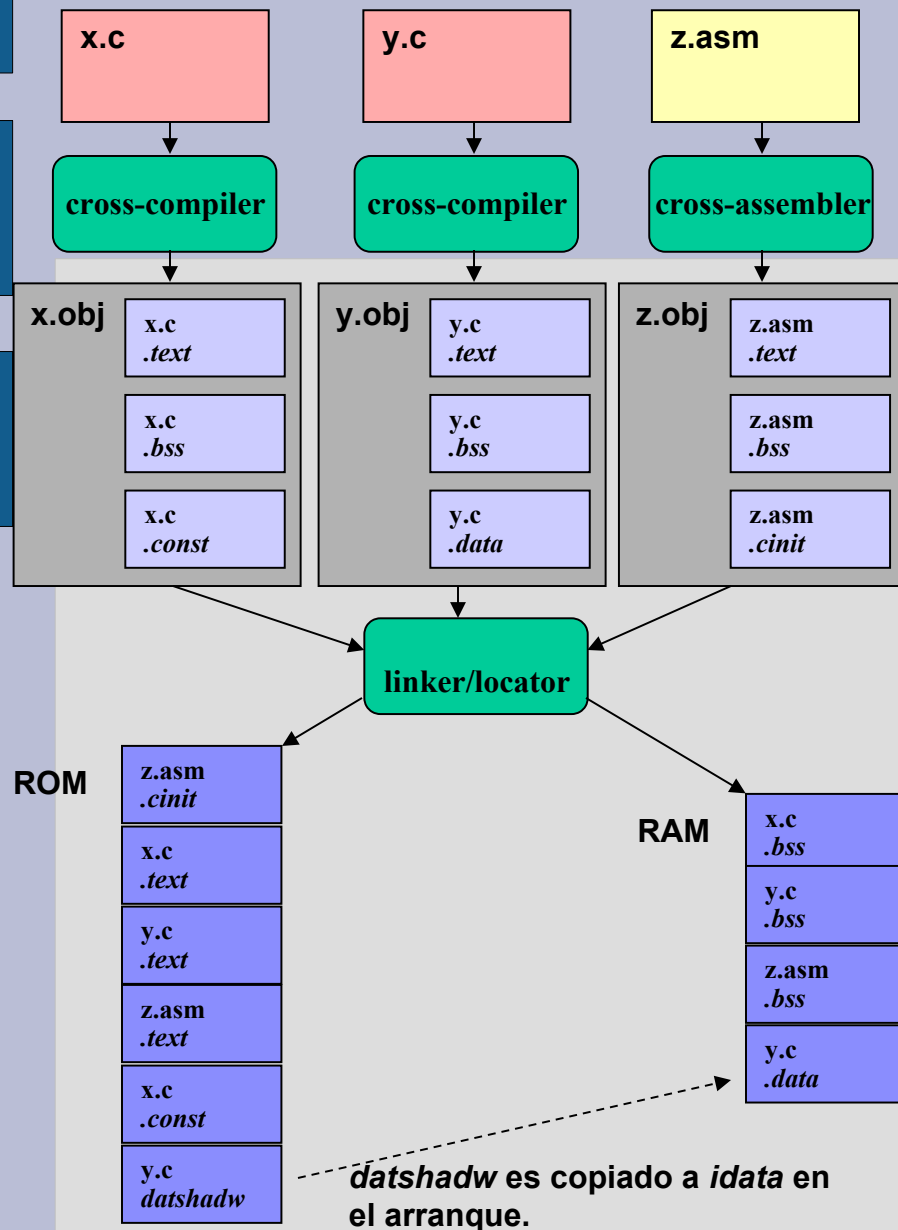 x.c
y.c
z.asm
cross-compiler
cross-compiler
cross-assembler
x.obj
x.c
.text
x.c
.bss
x.c
.const
y.obj
y.c
.text
y.c
.bss
y.c
.data
z.obj
z.asm
.text
z.asm
.bss
z.asm
.cinit
linker/locator
ROM
z.asm
.cinit
x.c
.text
y.c
.text
z.asm
.text
x.c
.const
y.c
datshadw
RAM
x.c
.bss
y.c
.bss
z.asm
.bss
y.c
.data
datshadw es copiado a idata en
el arranque.